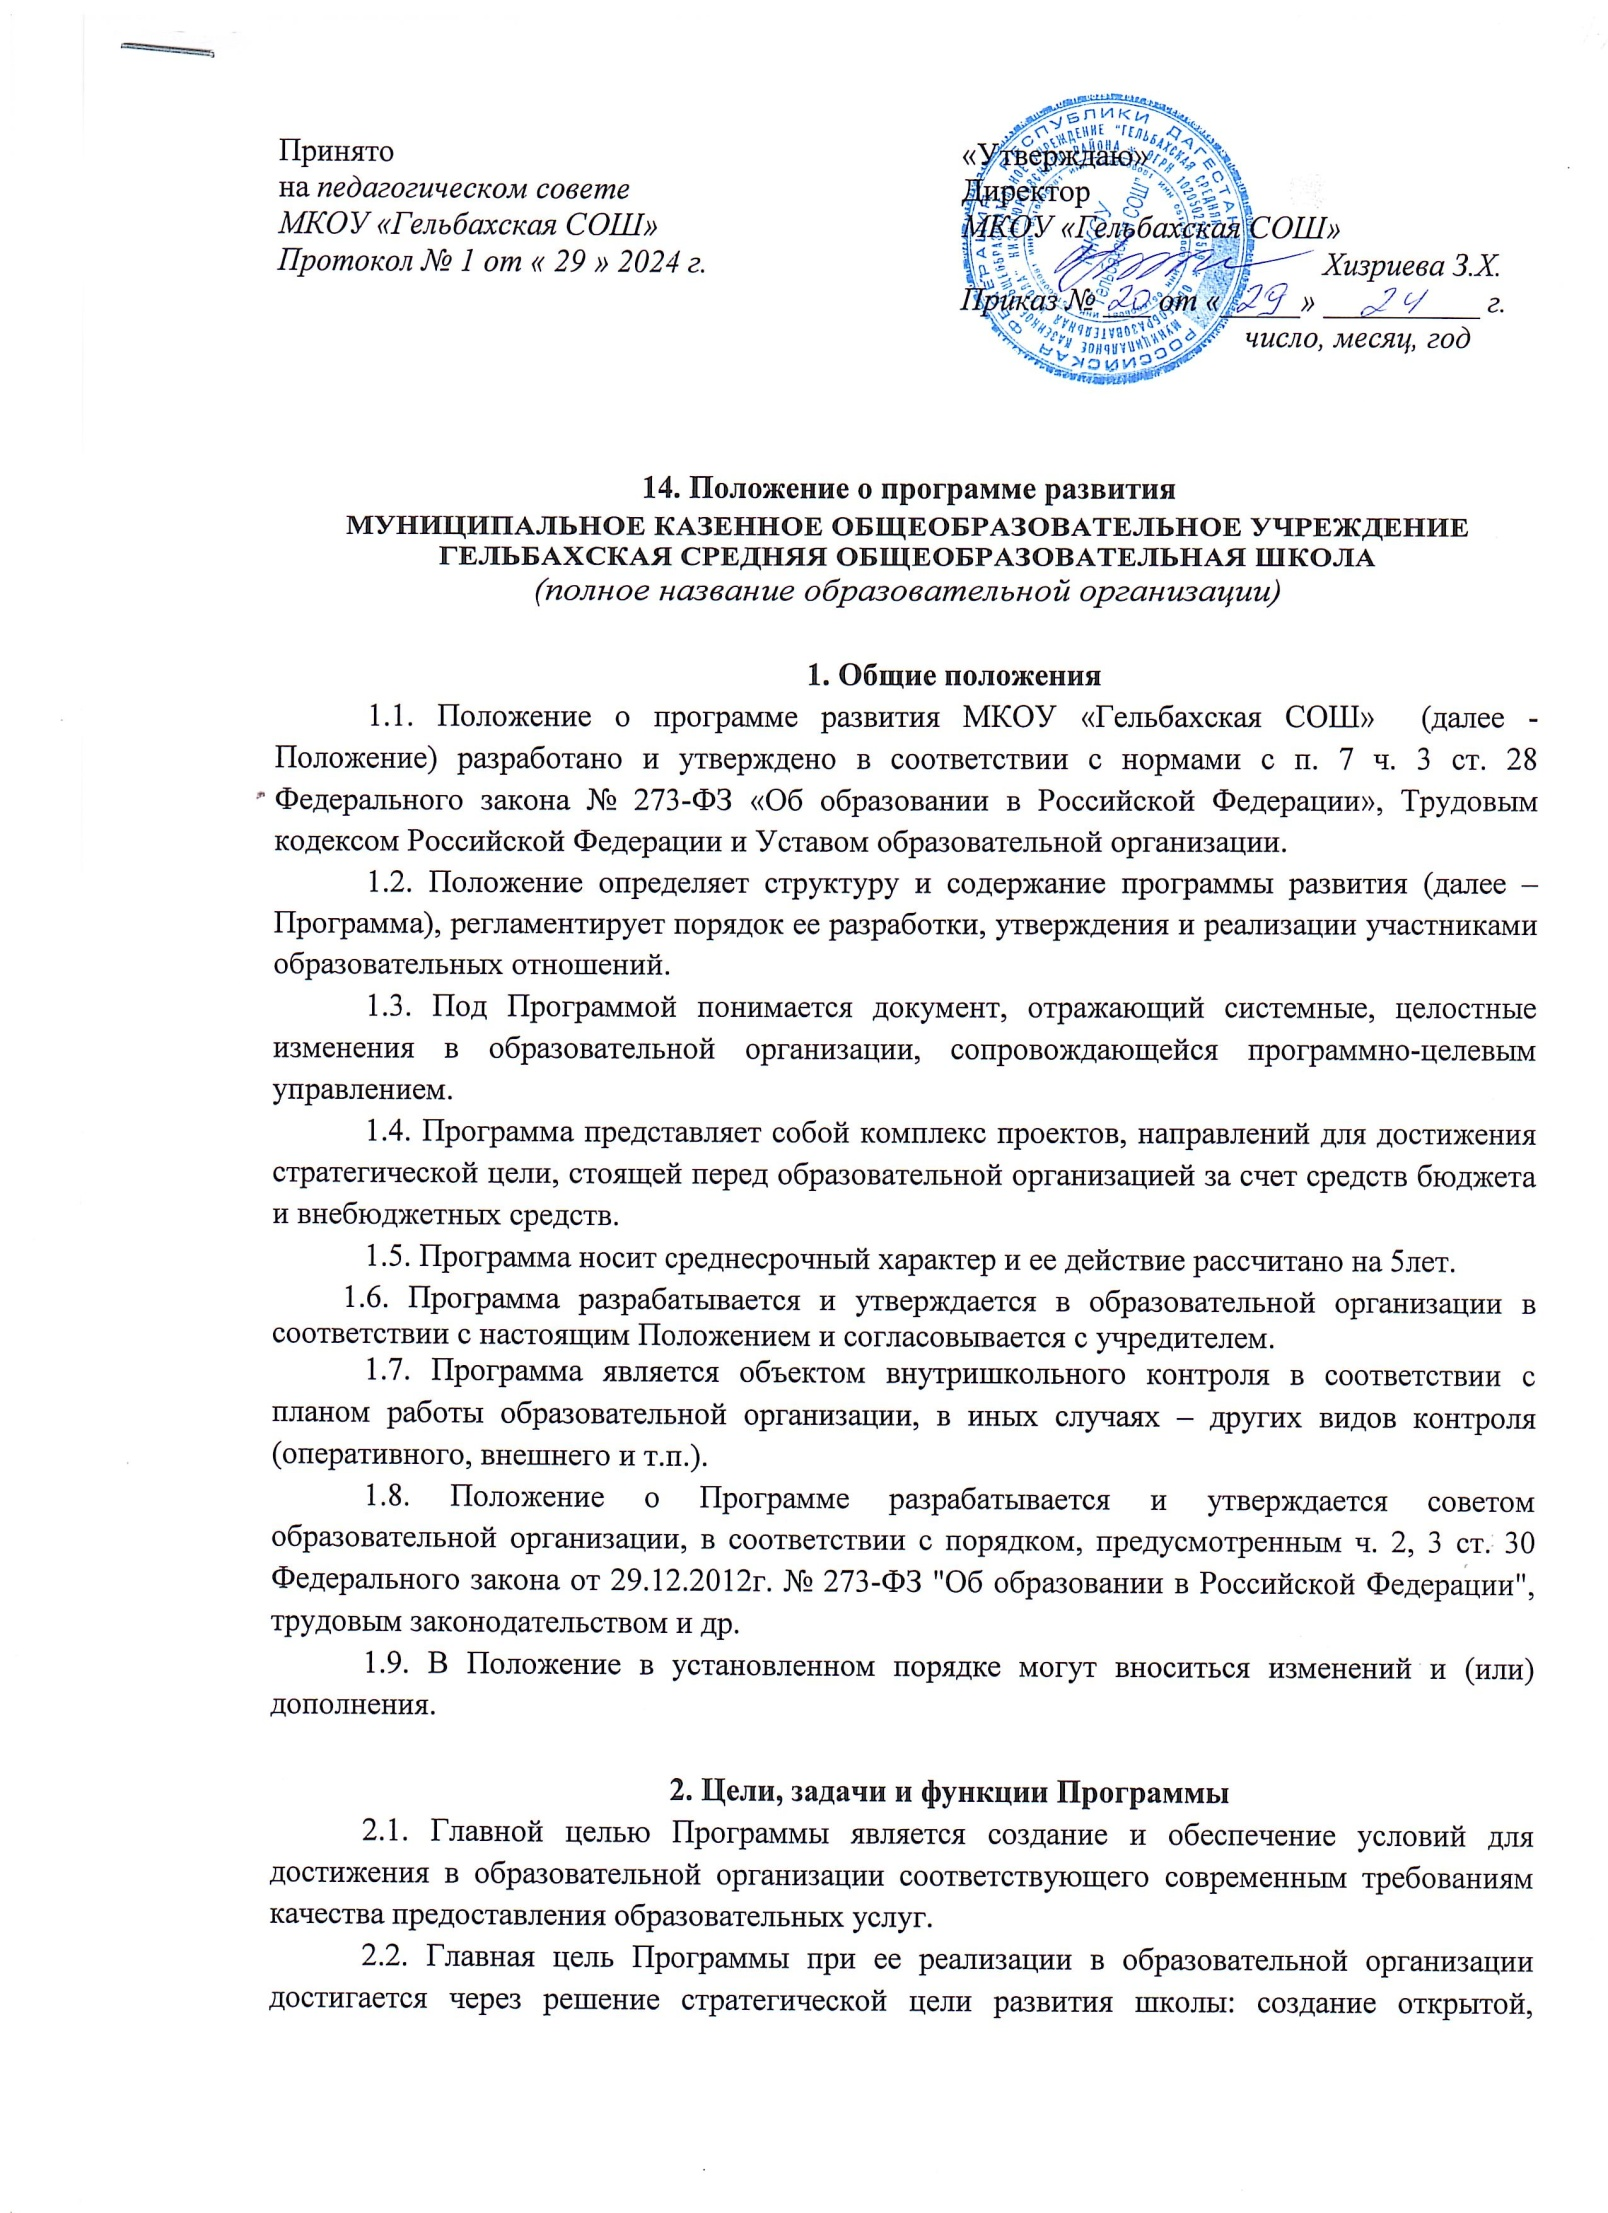 Принято
на педагогическом совете
МКОУ «Гельбахская СОШ»
Протокол № 1 от « 29 » 2024 г.
«Утверждаю»
Директор
МКОУ «Гельбахская СОШ»
Хизриева З.Х.
Приказ № 20 от « 29 » 24 г.
число, месяц, год
14. Положение о программе развития
МУНИЦИПАЛЬНОЕ КАЗЕННОЕ ОБЩЕОБРАЗОВАТЕЛЬНОЕ УЧРЕЖДЕНИЕ
ГЕЛЬБАХСКАЯ СРЕДНЯЯ ОБЩЕОБРАЗОВАТЕЛЬНАЯ ШКОЛА
(полное название образовательной организации)
1. Общие положения
1.1. Положение о программе развития МКОУ «Гельбахская СОШ» (далее -
Положение) разработано и утверждено в соответствии с нормами с п. 7 ч. 3 ст. 28
Федерального закона № 273-ФЗ «Об образовании в Российской Федерации», Трудовым
кодексом Российской Федерации и Уставом образовательной организации.
1.2. Положение определяет структуру и содержание программы развития (далее –
Программа), регламентирует порядок ее разработки, утверждения и реализации участниками
образовательных отношений.
1.3. Под Программой понимается документ, отражающий системные, целостные
изменения в образовательной организации, сопровождающейся программно-целевым
управлением.
1.4. Программа представляет собой комплекс проектов, направлений для достижения
стратегической цели, стоящей перед образовательной организацией за счет средств бюджета
и внебюджетных средств.
1.5. Программа носит среднесрочный характер и ее действие рассчитано на 5лет.
1.6. Программа разрабатывается и утверждается в образовательной организации в
соответствии с настоящим Положением и согласовывается с учредителем.
1.7. Программа является объектом внутришкольного контроля в соответствии с
планом работы образовательной организации, в иных случаях – других видов контроля
(оперативного, внешнего и т.п.).
1.8. Положение о Программе разрабатывается и утверждается советом
образовательной организации, в соответствии с порядком, предусмотренным ч. 2, 3 ст. 30
Федерального закона от 29.12.2012г. № 273-ФЗ "Об образовании в Российской Федерации",
трудовым законодательством и др.
1.9. В Положение в установленном порядке могут вноситься изменений и (или)
дополнения.
2. Цели, задачи и функции Программы
2.1. Главной целью Программы является создание и обеспечение условий для
достижения в образовательной организации соответствующего современным требованиям
качества предоставления образовательных услуг.
2.2. Главная цель Программы при ее реализации в образовательной организации
достигается через решение стратегической цели развития школы: создание открытой,